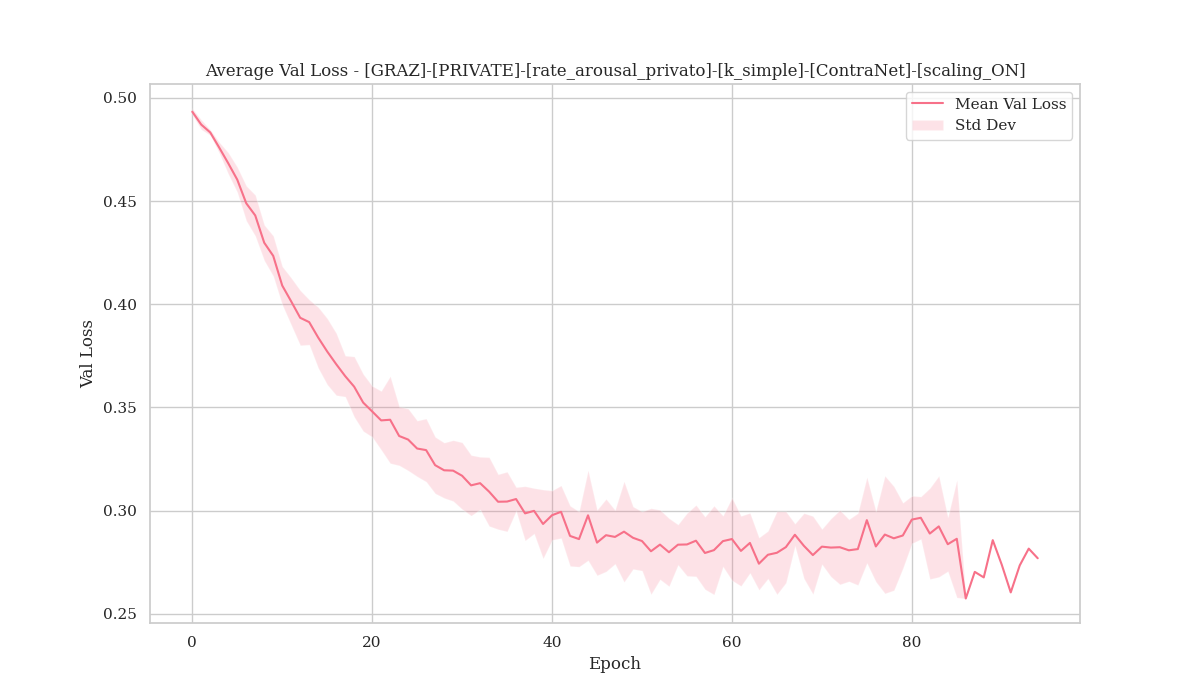 Average Val Loss - [GRAZ]-[PRIVATE]-[rate_arousal_privato]-[k_simple]-[ContraNet]-[scaling_ON]
Mean Val Loss
Std Dev
0.50
0.45
0.40
0.35
0.30
0.25
Val Loss
0 20 40 60 80
Epoch